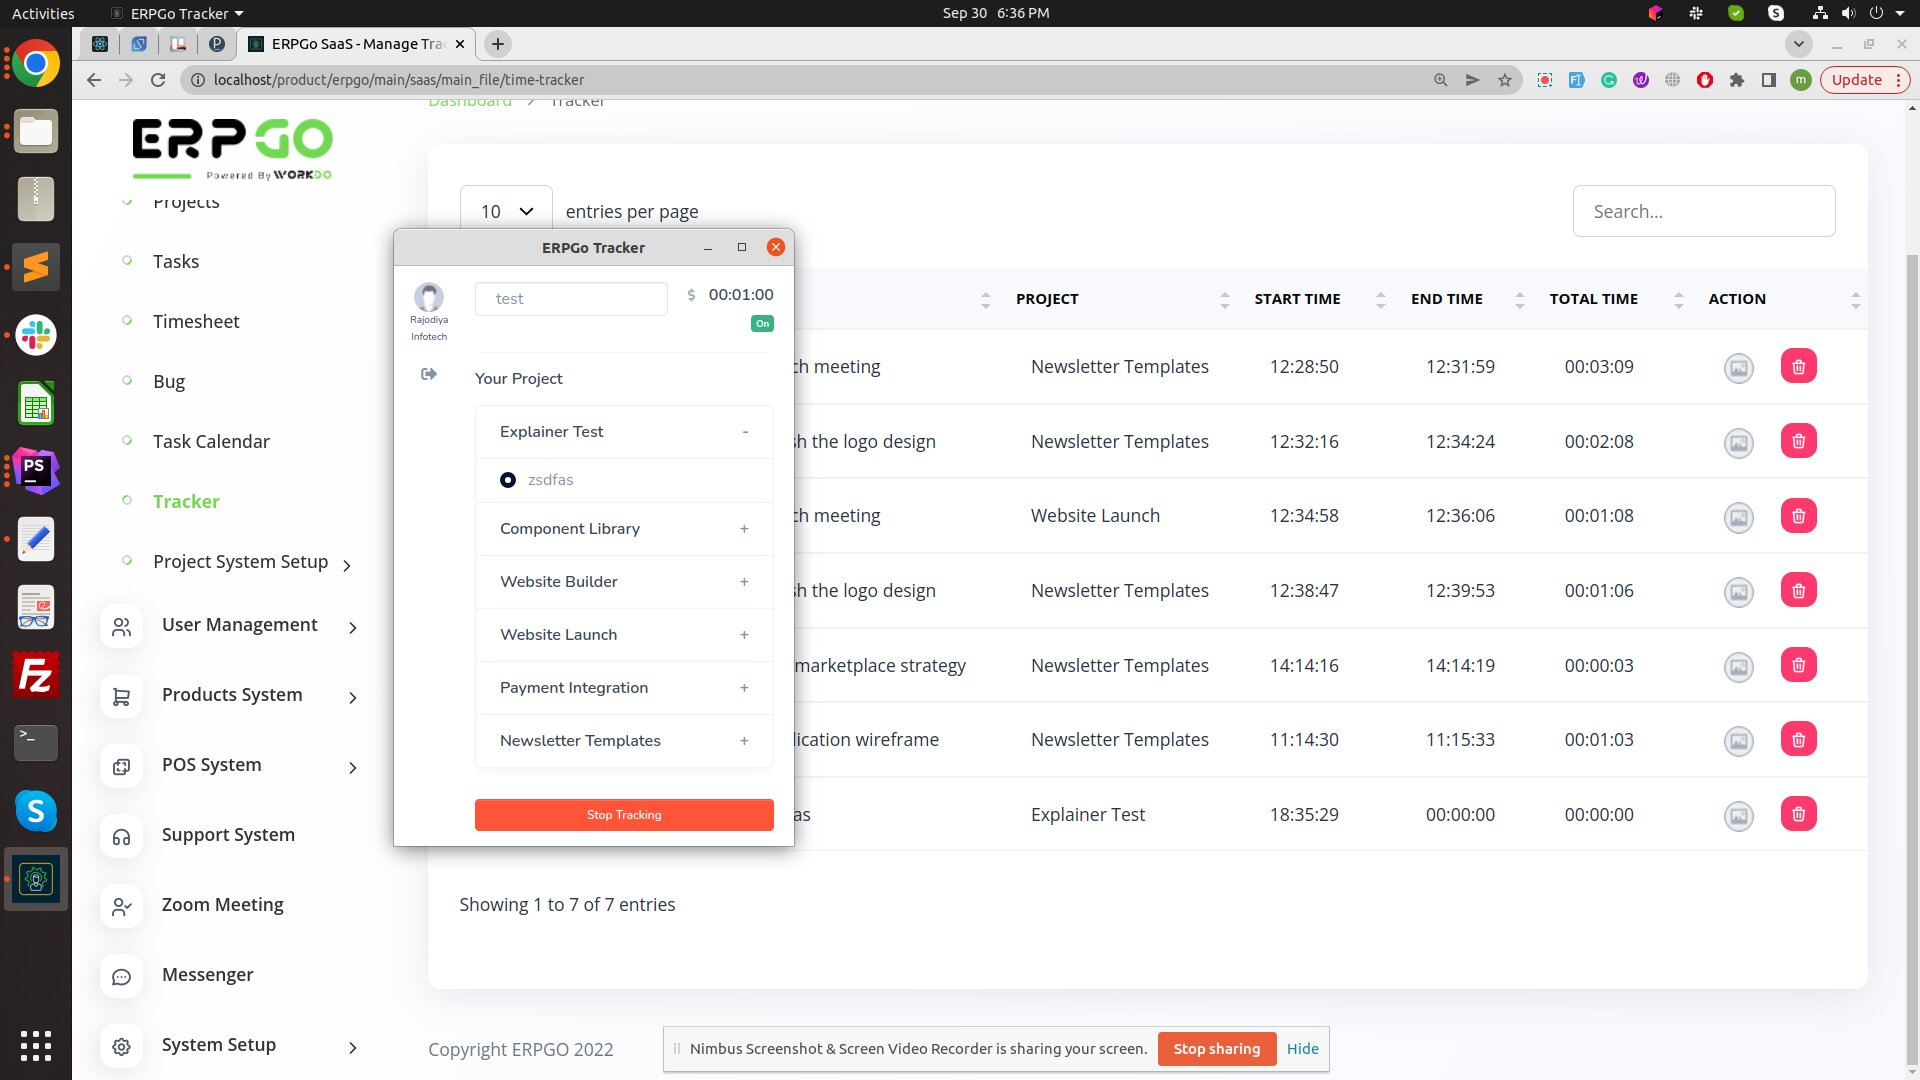 Activities ERPGo Tracker Sep 30 6:36 PM
ERPGo SaaS - Manage Tra
localhost/product/erpgo/main/saas/main_file/time-tracker Update
Dashboard > Tracker
ERPGO
Powered By WORKDO
Projects
Tasks
Timesheet
Bug
Task Calendar
Tracker
Project System Setup
User Management
Products System
POS System
Support System
Zoom Meeting
Messenger
System Setup
10 entries per page
Search...
PROJECT START TIME END TIME TOTAL TIME ACTION
ch meeting Newsletter Templates 12:28:50 12:31:59 00:03:09
sh the logo design Newsletter Templates 12:32:16 12:34:24 00:02:08
ch meeting Website Launch 12:34:58 12:36:06 00:01:08
sh the logo design Newsletter Templates 12:38:47 12:39:53 00:01:06
marketplace strategy Newsletter Templates 14:14:16 14:14:19 00:00:03
lication wireframe Newsletter Templates 11:14:30 11:15:33 00:01:03
as Explainer Test 18:35:29 00:00:00 00:00:00
Showing 1 to 7 of 7 entries
Copyright ERPGO 2022
ERPGo Tracker
Rajodiya
Infotech
test
$ 00:01:00
On
Your Project
Explainer Test -
zsdfas
Component Library +
Website Builder +
Website Launch +
Payment Integration +
Newsletter Templates +
Stop Tracking
Nimbus Screenshot & Screen Video Recorder is sharing your screen. Stop sharing Hide